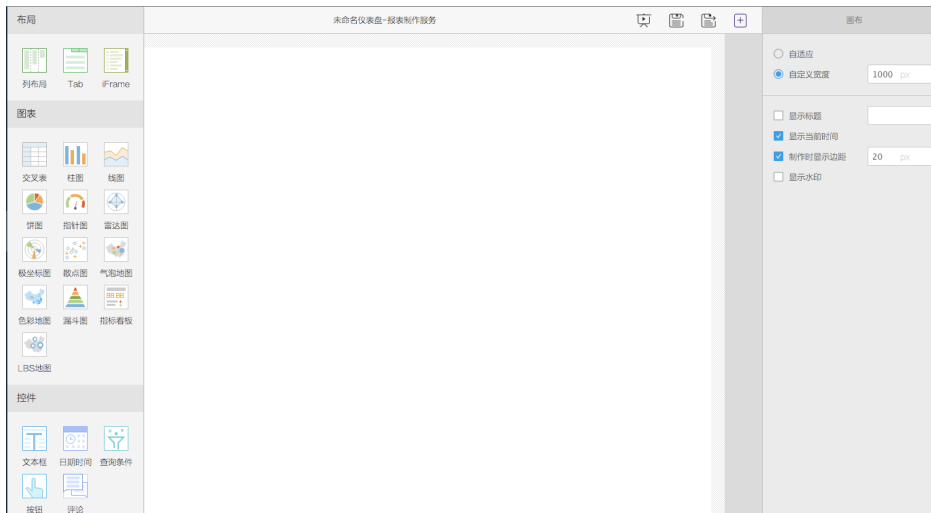 布局
未命名仪表盘-报表制作服务
画布
列布局 Tab iFrame
图表
交叉表 柱图 线图
饼图 指针图 雷达图
极坐标图 散点图 气泡地图
色彩地图 漏斗图 指标看板
LBS地图
控件
文本框 日期时间 查询条件
按钮 评论
自适应
自定义宽度 1000 px
显示标题
显示当前时间
制作时显示边距 20 px
显示水印